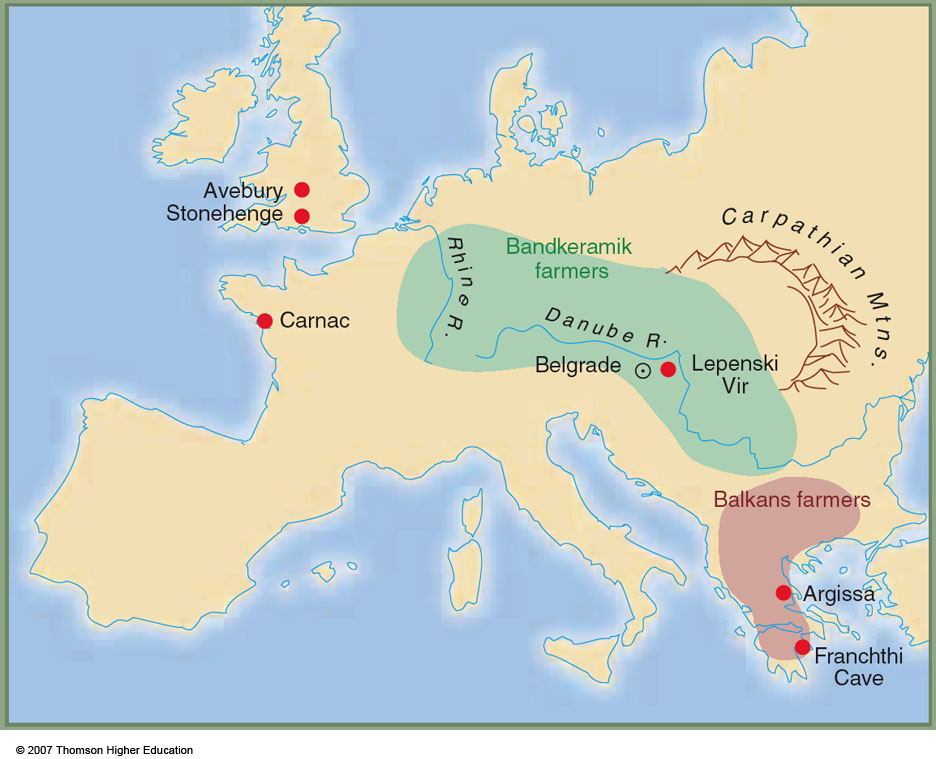 Avebury
Stonehenge
Carnac
Rhine R.
Bandkeramik
farmers
Danube R.
Carpathian Mtns.
Belgrade
Lepenski
Vir
Balkans farmers
Argissa
Franchthi
Cave
© 2007 Thomson Higher Education